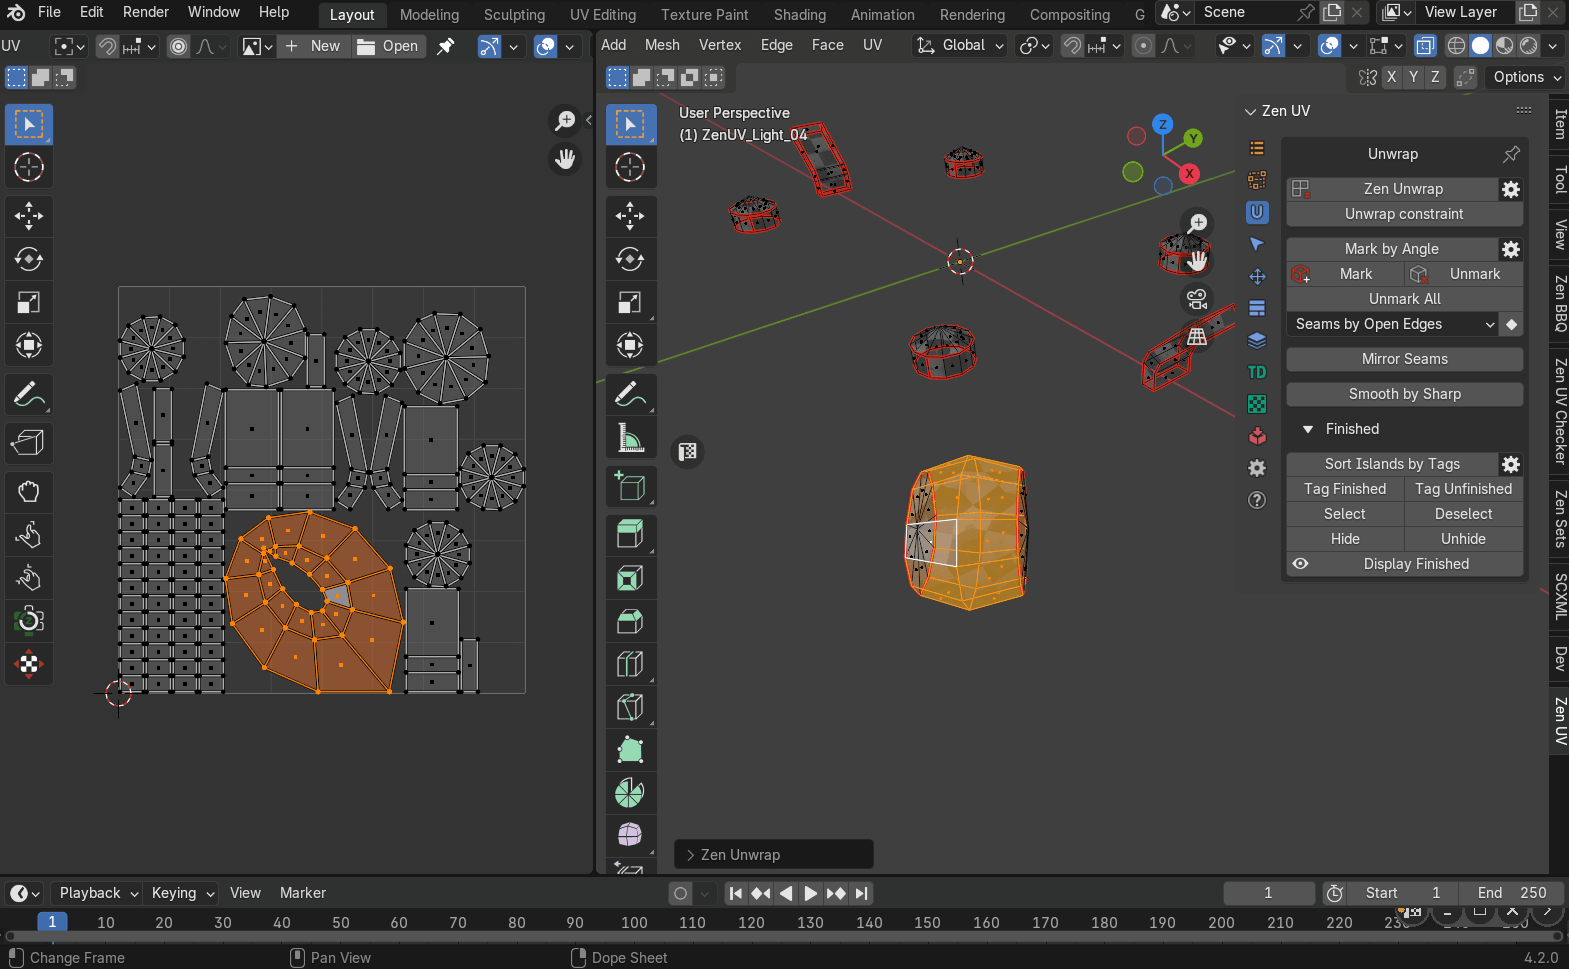 File Edit Render Window Help Layout Modeling Sculpting UV Editing Texture Paint Shading Animation Rendering Compositing G Scene View Layer
UV New Open
Add Mesh Vertex Edge Face UV Global
X Y Z Options
User Perspective
(1) ZenUV_Light_04
Z
Y
X
Zen UV
Unwrap
Zen Unwrap
Unwrap constraint
Mark by Angle
Mark Unmark
Unmark All
Seams by Open Edges
Mirror Seams
Smooth by Sharp
Finished
Sort Islands by Tags
Tag Finished Tag Unfinished
Select Deselect
Hide Unhide
Display Finished
TD
Item
Tool
View
Zen BBQ
Zen UV Checker
Zen Sets
SCXML
Dev
Zen UV
Zen Unwrap
Playback Keying View Marker 1 Start 1 End 250
1 10 20 30 40 50 60 70 80 90 100 110 120 130 140 150 160 170 180 190 200 210 220
Change Frame Pan View Dope Sheet 4.2.0